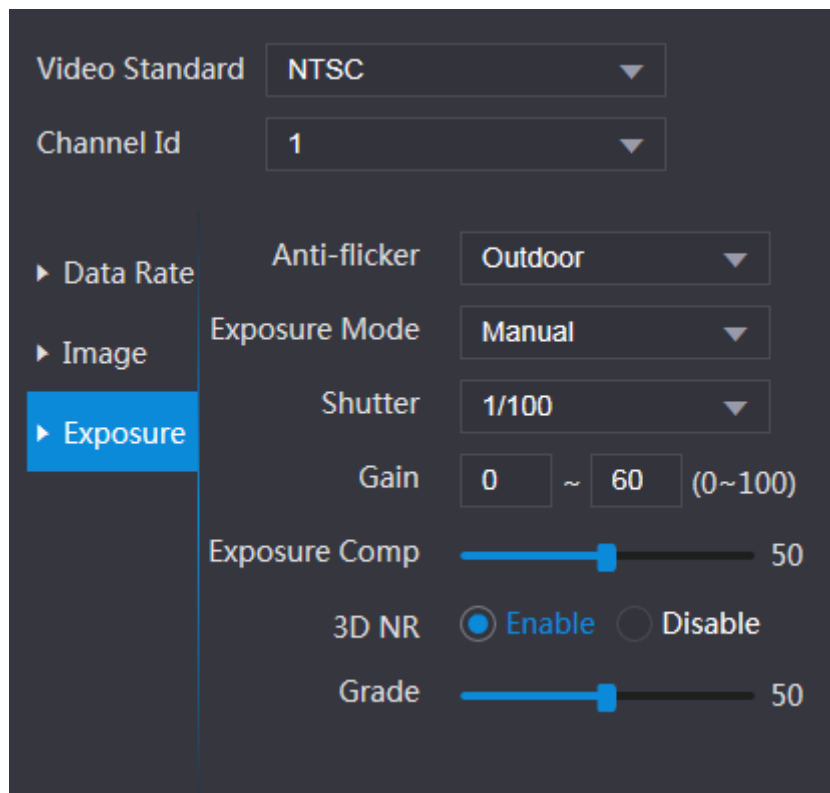 Video Standard NTSC
Channel Id 1
Anti-flicker Outdoor
Data Rate
Exposure Mode Manual
Image
Shutter 1/100
Exposure
Gain 0 ~ 60 (0~100)
Exposure Comp 50
3D NR Enable Disable
Grade 50